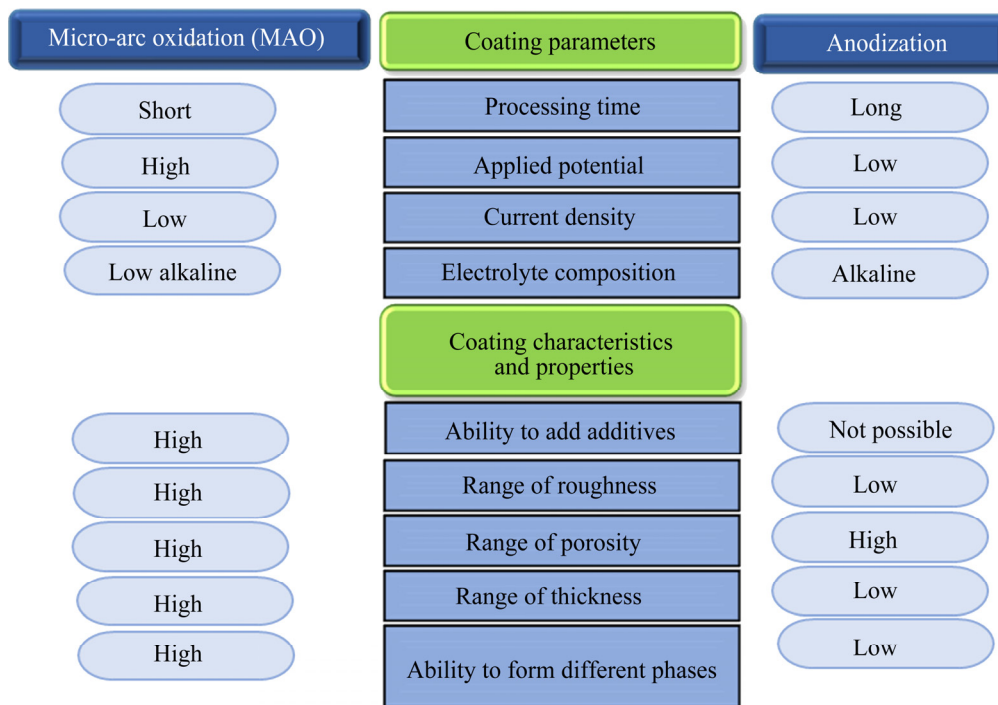 Micro-arc oxidation (MAO) Coating parameters Anodization
Short Processing time Long
High Applied potential Low
Low Current density Low
Low alkaline Electrolyte composition Alkaline
Coating characteristics
and properties
High Ability to add additives Not possible
High Range of roughness Low
High Range of porosity High
High Range of thickness Low
High Ability to form different phases Low